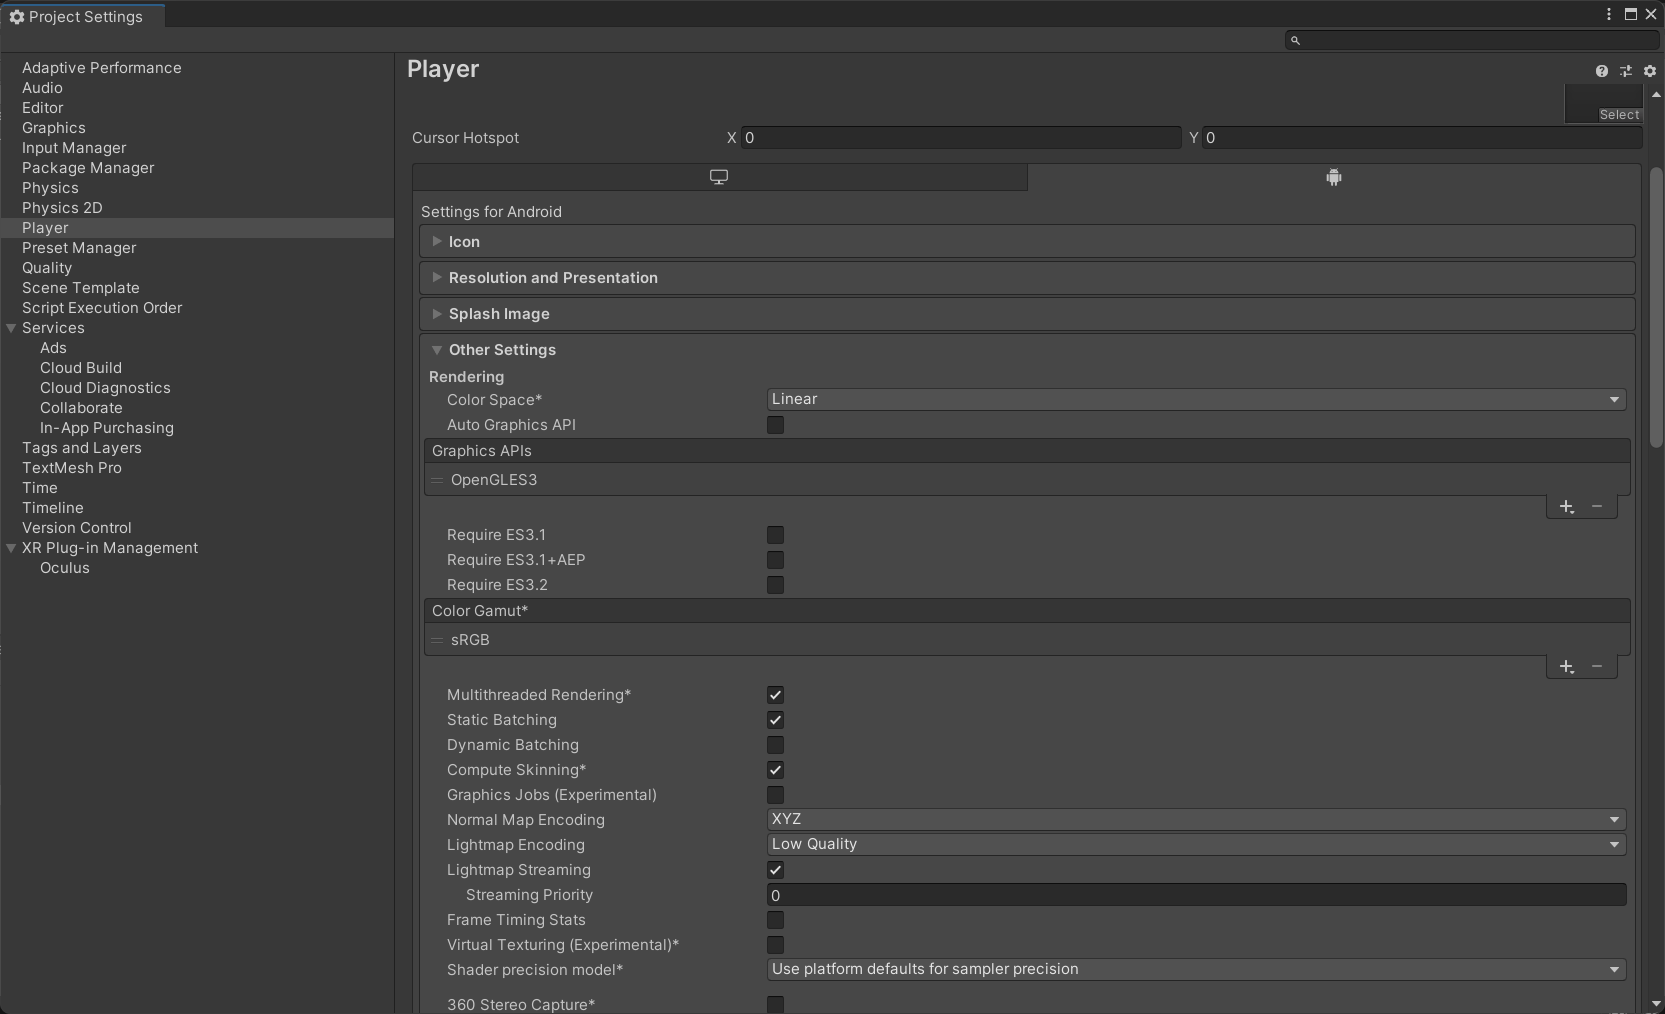 Project Settings
Adaptive Performance
Audio
Editor
Graphics
Input Manager
Package Manager
Physics
Physics 2D
Player
Preset Manager
Quality
Scene Template
Script Execution Order
Services
Ads
Cloud Build
Cloud Diagnostics
Collaborate
In-App Purchasing
Tags and Layers
TextMesh Pro
Time
Timeline
Version Control
XR Plug-in Management
Oculus
Player
Select
Cursor Hotspot X 0 Y 0
Settings for Android
Icon
Resolution and Presentation
Splash Image
Other Settings
Rendering
Color Space* Linear
Auto Graphics API
Graphics APIs
OpenGLES3
Require ES3.1
Require ES3.1+AEP
Require ES3.2
Color Gamut*
sRGB
Multithreaded Rendering*
Static Batching
Dynamic Batching
Compute Skinning*
Graphics Jobs (Experimental)
Normal Map Encoding XYZ
Lightmap Encoding Low Quality
Lightmap Streaming
Streaming Priority 0
Frame Timing Stats
Virtual Texturing (Experimental)*
Shader precision model* Use platform defaults for sampler precision
360 Stereo Capture*